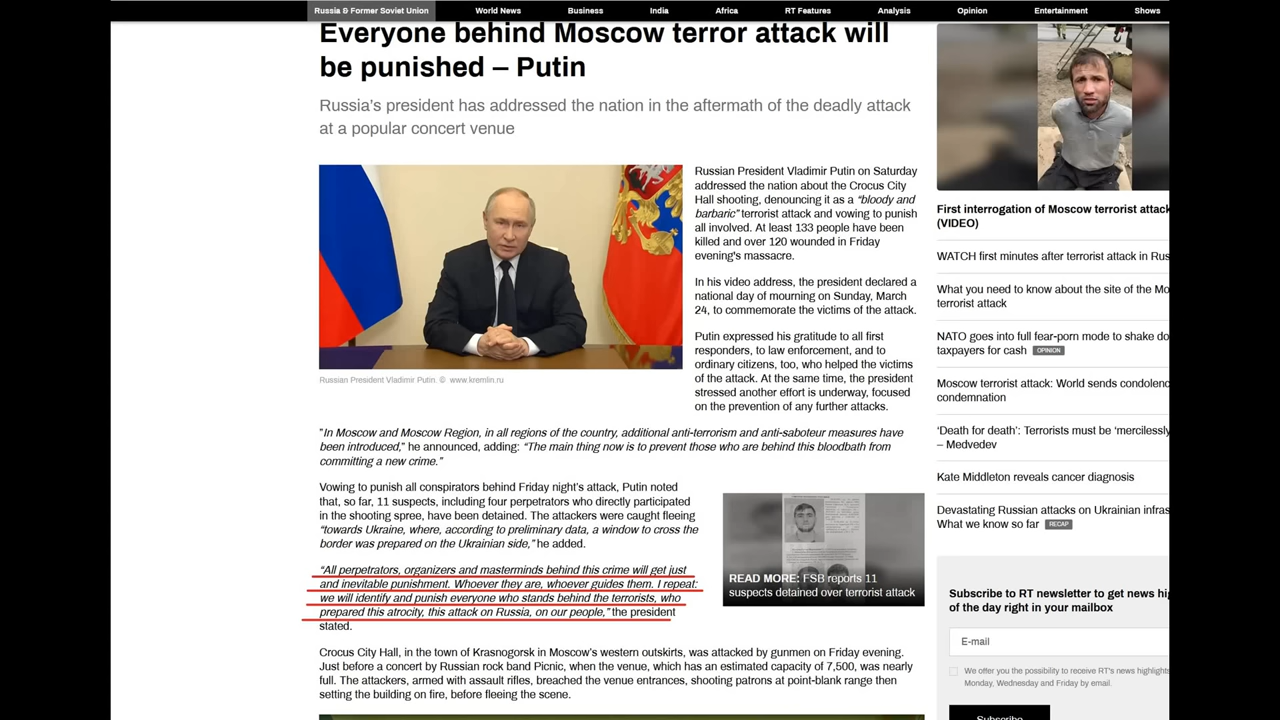 Russia & Former Soviet Union World News Business India Africa RT Features Analysis Opinion Entertainment Shows
Everyone behind Moscow terror attack will
be punished – Putin
Russia's president has addressed the nation in the aftermath of the deadly attack
at a popular concert venue
Russian President Vladimir Putin. © www.kremlin.ru
Russian President Vladimir Putin on Saturday
addressed the nation about the Crocus City
Hall shooting, denouncing it as a "bloody and
barbaric" terrorist attack and vowing to punish
all involved. At least 133 people have been
killed and over 120 wounded in Friday
evening's massacre.
In his video address, the president declared a
national day of mourning on Sunday, March
24, to commemorate the victims of the attack.
Putin expressed his gratitude to all first
responders, to law enforcement, and to
ordinary citizens, too, who helped the victims
of the attack. At the same time, the president
stressed another effort is underway, focused
on the prevention of any further attacks.
"In Moscow and Moscow Region, in all regions of the country, additional anti-terrorism and anti-saboteur measures have
been introduced," he announced, adding: "The main thing now is to prevent those who are behind this bloodbath from
committing a new crime."
Vowing to punish all conspirators behind Friday night's attack, Putin noted
that, so far, 11 suspects, including four perpetrators who directly participated
in the shooting spree, have been detained. The attackers were caught fleeing
"towards Ukraine, where, according to preliminary data, a window to cross the
border was prepared on the Ukrainian side," he added.
"All perpetrators, organizers and masterminds behind this crime will get just
and inevitable punishment. Whoever they are, whoever guides them. I repeat:
we will identify and punish everyone who stands behind the terrorists, who
prepared this atrocity, this attack on Russia, on our people," the president
stated.
READ MORE: FSB reports 11
suspects detained over terrorist attack
Crocus City Hall, in the town of Krasnogorsk in Moscow's western outskirts, was attacked by gunmen on Friday evening.
Just before a concert by Russian rock band Picnic, when the venue, which has an estimated capacity of 7,500, was nearly
full. The attackers, armed with assault rifles, breached the venue entrances, shooting patrons at point-blank range then
setting the building on fire, before fleeing the scene.
First interrogation of Moscow terrorist attack
(VIDEO)
WATCH first minutes after terrorist attack in Rus
What you need to know about the site of the Mo
terrorist attack
NATO goes into full fear-porn mode to shake do
taxpayers for cash OPINION
Moscow terrorist attack: World sends condolenc
condemnation
'Death for death': Terrorists must be 'mercilessly
– Medvedev
Kate Middleton reveals cancer diagnosis
Devastating Russian attacks on Ukrainian infras
What we know so far RECAP
Subscribe to RT newsletter to get news hi
of the day right in your mailbox
E-mail
We offer you the possibility to receive RT's news highlights
Monday, Wednesday and Friday by email.
Subscribe